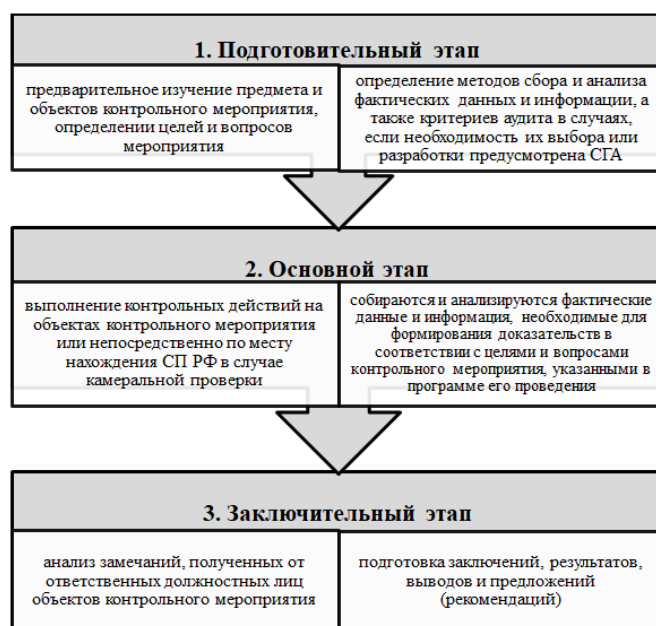 1. Подготовительный этап
предварительное изучение предмета и
объектов контрольного мероприятия,
определении целей и вопросов
мероприятия
определение методов сбора и анализа
фактических данных и информации, а
также критериев аудита в случаях,
если необходимость их выбора или
разработки предусмотрена СГА
2. Основной этап
выполнение контрольных действий на
объектах контрольного мероприятия
или непосредственно по месту
нахождения СП РФ в случае
камеральной проверки
собираются и анализируются фактические
данные и информация, необходимые для
формирования доказательств в
соответствии с целями и вопросами
контрольного мероприятия, указанными в
программе его проведения
3. Заключительный этап
анализ замечаний, полученных от
ответственных должностных лиц
объектов контрольного мероприятия
подготовка заключений, результатов,
выводов и предложений
(рекомендаций)